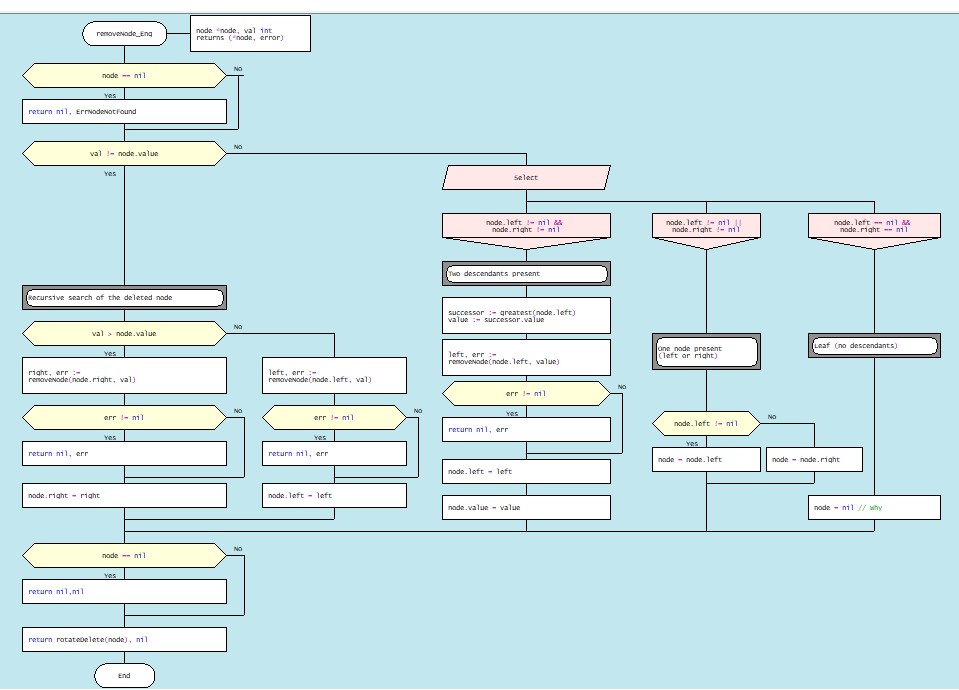 removeNode_Eng
node *node, val int
returns (*node, error)
node == nil
No
Yes
return nil, ErrNodeNotFound
val != node.value
No
Yes
Select
node.left != nil &&
node.right != nil
node.left != nil ||
node.right != nil
node.left == nil &&
node.right == nil
Two descendants present
Recursive search of the deleted node
successor := greatest(node.left)
value := successor.value
val > node.value
No
Yes
One node present
(left or right)
Leaf (no descendants)
right, err :=
removeNode(node.right, val)
left, err :=
removeNode(node.left, val)
left, err :=
removeNode(node.left, value)
err != nil
No
Yes
err != nil
No
Yes
err != nil
No
Yes
node.left != nil
No
Yes
return nil, err
return nil, err
return nil, err
node = node.left
node = node.right
node.right = right
node.left = left
node.left = left
node.value = value
node = nil // Why
node == nil
No
Yes
return nil,nil
return rotateDelete(node), nil
End